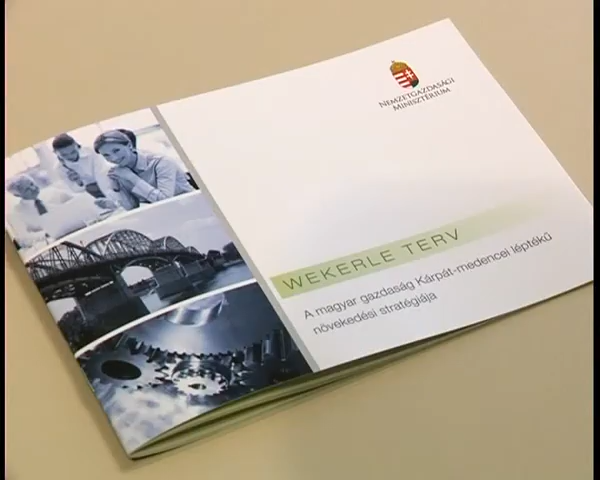 NEMZETGAZDASÁGI
MINISZTÉRIUM
WEKERLE TERV
A magyar gazdaság Kárpát-medencei léptékű
növekedési stratégiája